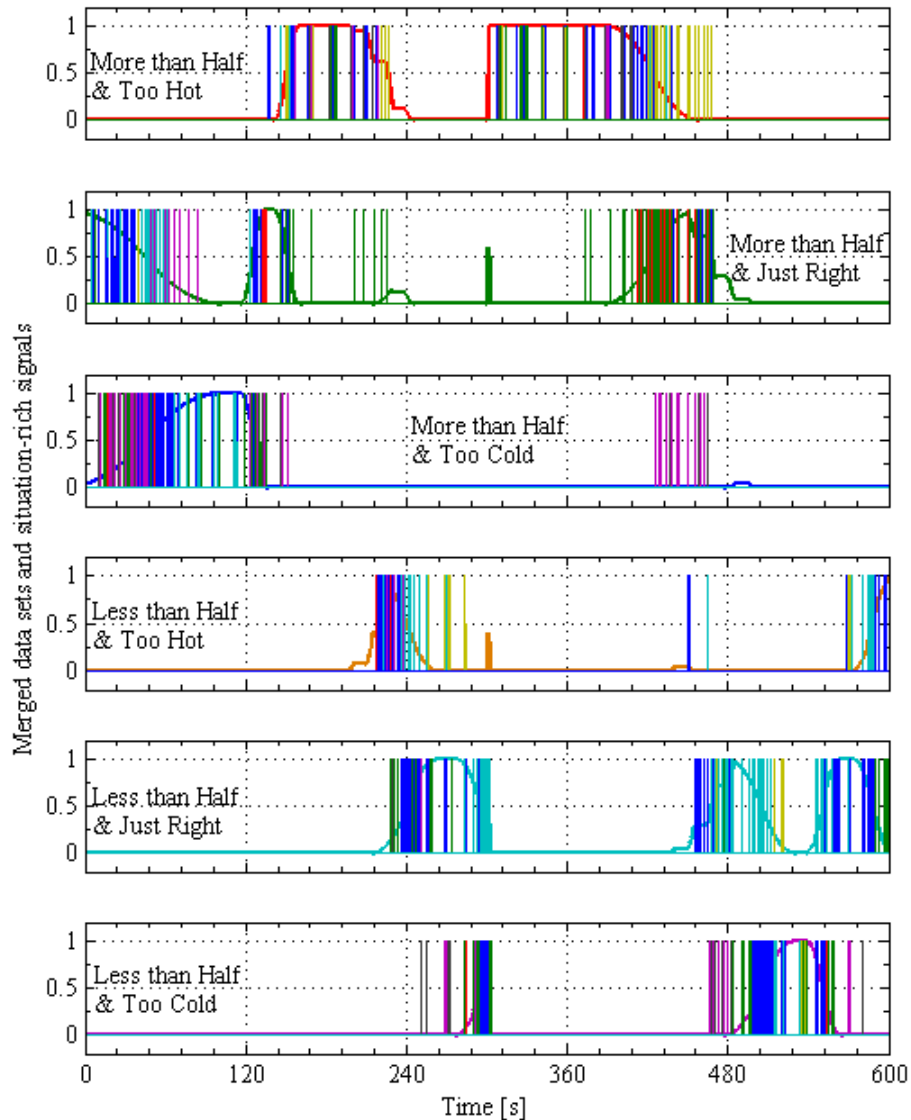 1
0.5
0
More than Half
& Too Hot
1
0.5
0
More than Half
& Just Right
1
0.5
0
More than Half
& Too Cold
1
0.5
0
Less than Half
& Too Hot
1
0.5
0
Less than Half
& Just Right
1
0.5
0
Less than Half
& Too Cold
0 120 240 360 480 600
Time [s]
Merged data sets and situation-rich signals